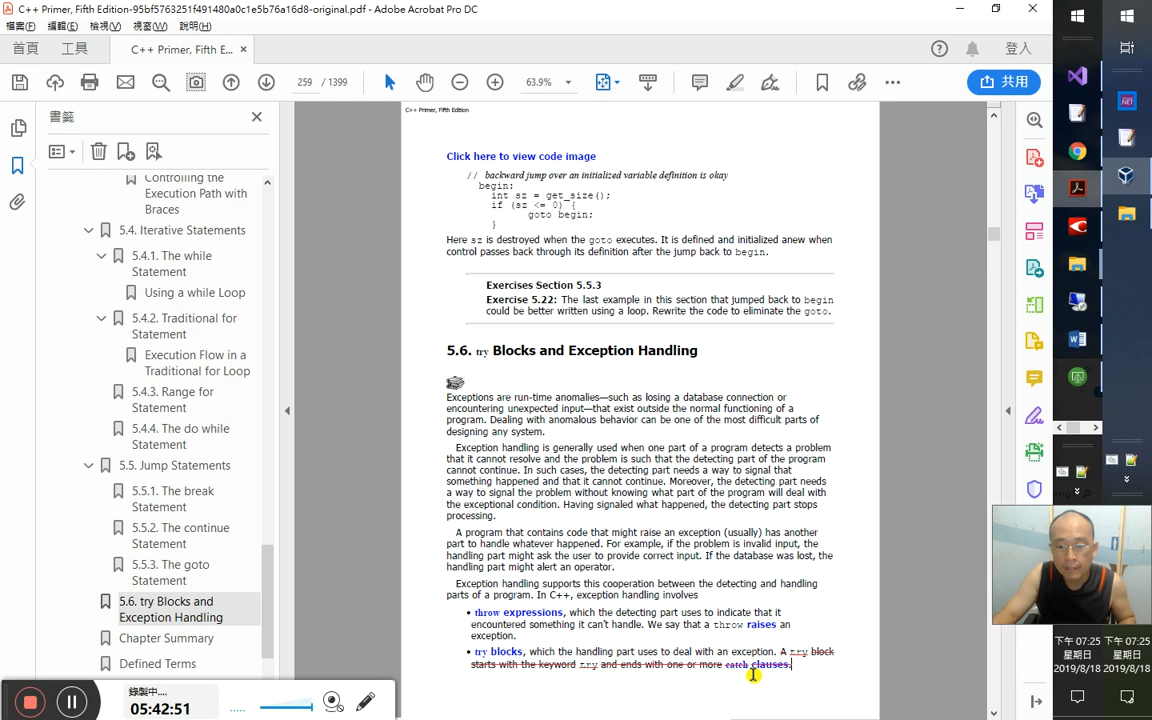 C++ Primer, Fifth Edition-95bf5763251f491480a0c1e5b76a16d8-original.pdf - Adobe Acrobat Pro DC
檔案(F) 編輯(E) 檢視(V) 視窗(W) 說明(H)
首頁 工具 C++ Primer, Fifth E... × 登入
259 / 1399 63.9% 共用
書籤
Controlling the
Execution Path with
Braces
5.4. Iterative Statements
5.4.1. The while
Statement
Using a while Loop
5.4.2. Traditional for
Statement
Execution Flow in a
Traditional for Loop
5.4.3. Range for
Statement
5.4.4. The do while
Statement
5.5. Jump Statements
5.5.1. The break
Statement
5.5.2. The continue
Statement
5.5.3. The goto
Statement
5.6. try Blocks and
Exception Handling
Chapter Summary
Defined Terms
C++ Primer, Fifth Edition
Click here to view code image
// backward jump over an initialized variable definition is okay
begin:
int sz = get_size();
if (sz <= 0) {
goto begin;
}
Here sz is destroyed when the goto executes. It is defined and initialized anew when
control passes back through its definition after the jump back to begin.
Exercises Section 5.5.3
Exercise 5.22: The last example in this section that jumped back to begin
could be better written using a loop. Rewrite the code to eliminate the goto.
5.6. try Blocks and Exception Handling
Exceptions are run-time anomalies—such as losing a database connection or
encountering unexpected input—that exist outside the normal functioning of a
program. Dealing with anomalous behavior can be one of the most difficult parts of
designing any system.
Exception handling is generally used when one part of a program detects a problem
that it cannot resolve and the problem is such that the detecting part of the program
cannot continue. In such cases, the detecting part needs a way to signal that
something happened and that it cannot continue. Moreover, the detecting part needs
a way to signal the problem without knowing what part of the program will deal with
the exceptional condition. Having signaled what happened, the detecting part stops
processing.
A program that contains code that might raise an exception (usually) has another
part to handle whatever happened. For example, if the problem is invalid input, the
handling part might ask the user to provide correct input. If the database was lost, the
handling part might alert an operator.
Exception handling supports this cooperation between the detecting and handling
parts of a program. In C++, exception handling involves
• throw expressions, which the detecting part uses to indicate that it
encountered something it can't handle. We say that a throw raises an
exception.
• try blocks, which the handling part uses to deal with an exception. A try block
starts with the keyword try and ends with one or more catch clauses.
錄製中...
05:42:51
下午 07:25 下午 07:25
星期日 星期日
2019/8/18 2019/8/18